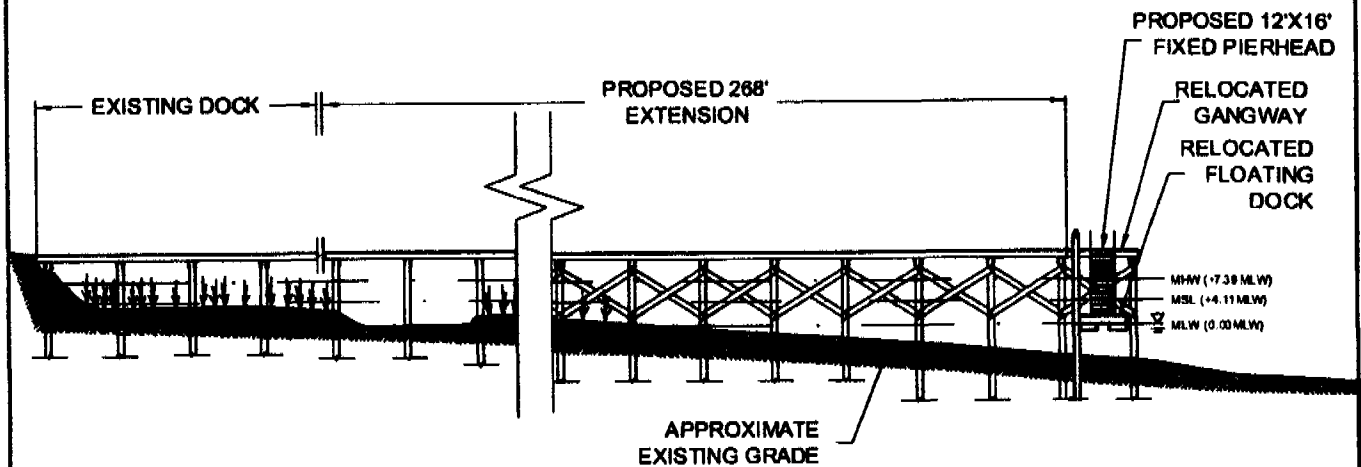 PROPOSED 12'X16'
FIXED PIERHEAD
EXISTING DOCK
PROPOSED 268'
EXTENSION
RELOCATED
GANGWAY
RELOCATED
FLOATING
DOCK
MHW (+7.39 MLW)
MSL (+4.11 MLW)
MLW (0.00 MLW)
APPROXIMATE
EXISTING GRADE